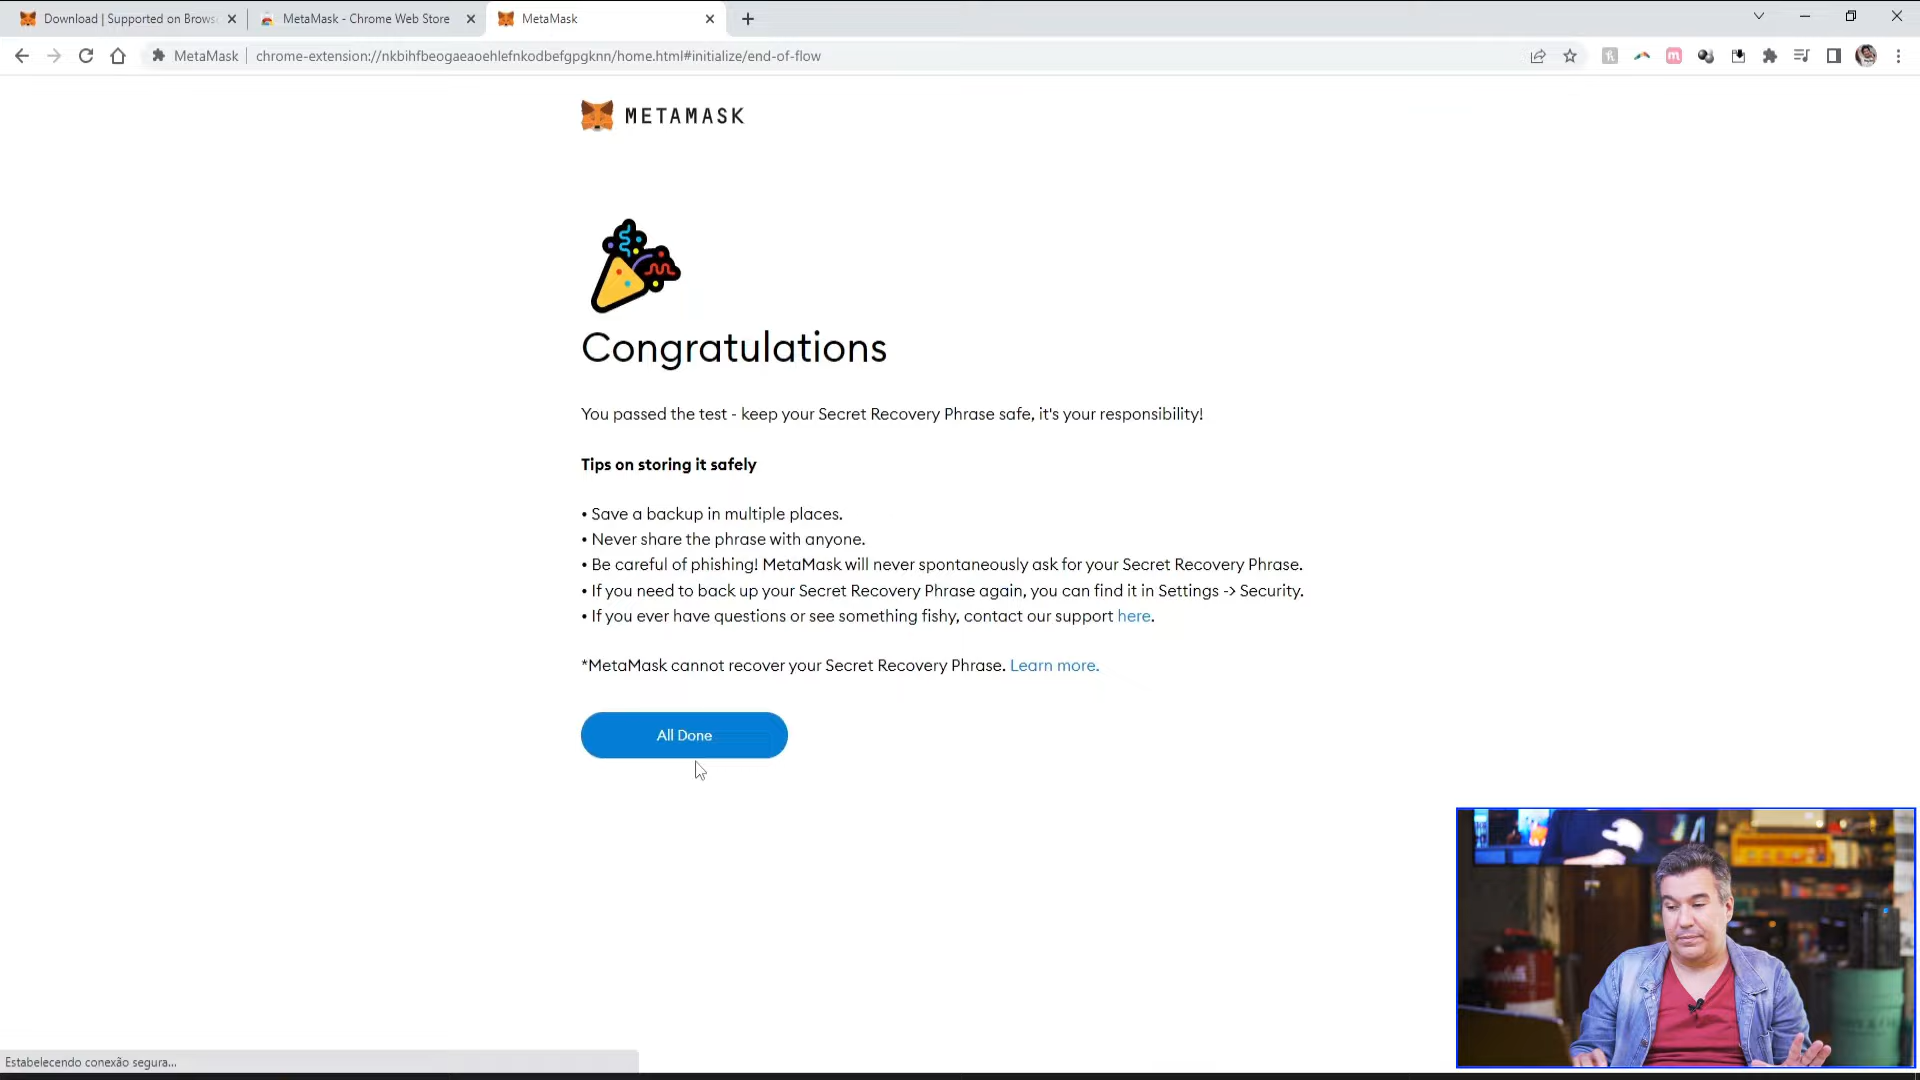 Download | Supported on Brows
MetaMask - Chrome Web Store
MetaMask
MetaMask
chrome-extension://nkbihfbeogaeaoehlefnkodbefgpgknn/home.html#initialize/end-of-flow
METAMASK
Congratulations
You passed the test - keep your Secret Recovery Phrase safe, it's your responsibility!
Tips on storing it safely
• Save a backup in multiple places.
• Never share the phrase with anyone.
• Be careful of phishing! MetaMask will never spontaneously ask for your Secret Recovery Phrase.
• If you need to back up your Secret Recovery Phrase again, you can find it in Settings -> Security.
• If you ever have questions or see something fishy, contact our support here.
*MetaMask cannot recover your Secret Recovery Phrase. Learn more.
All Done
Estabelecendo conexão segura...